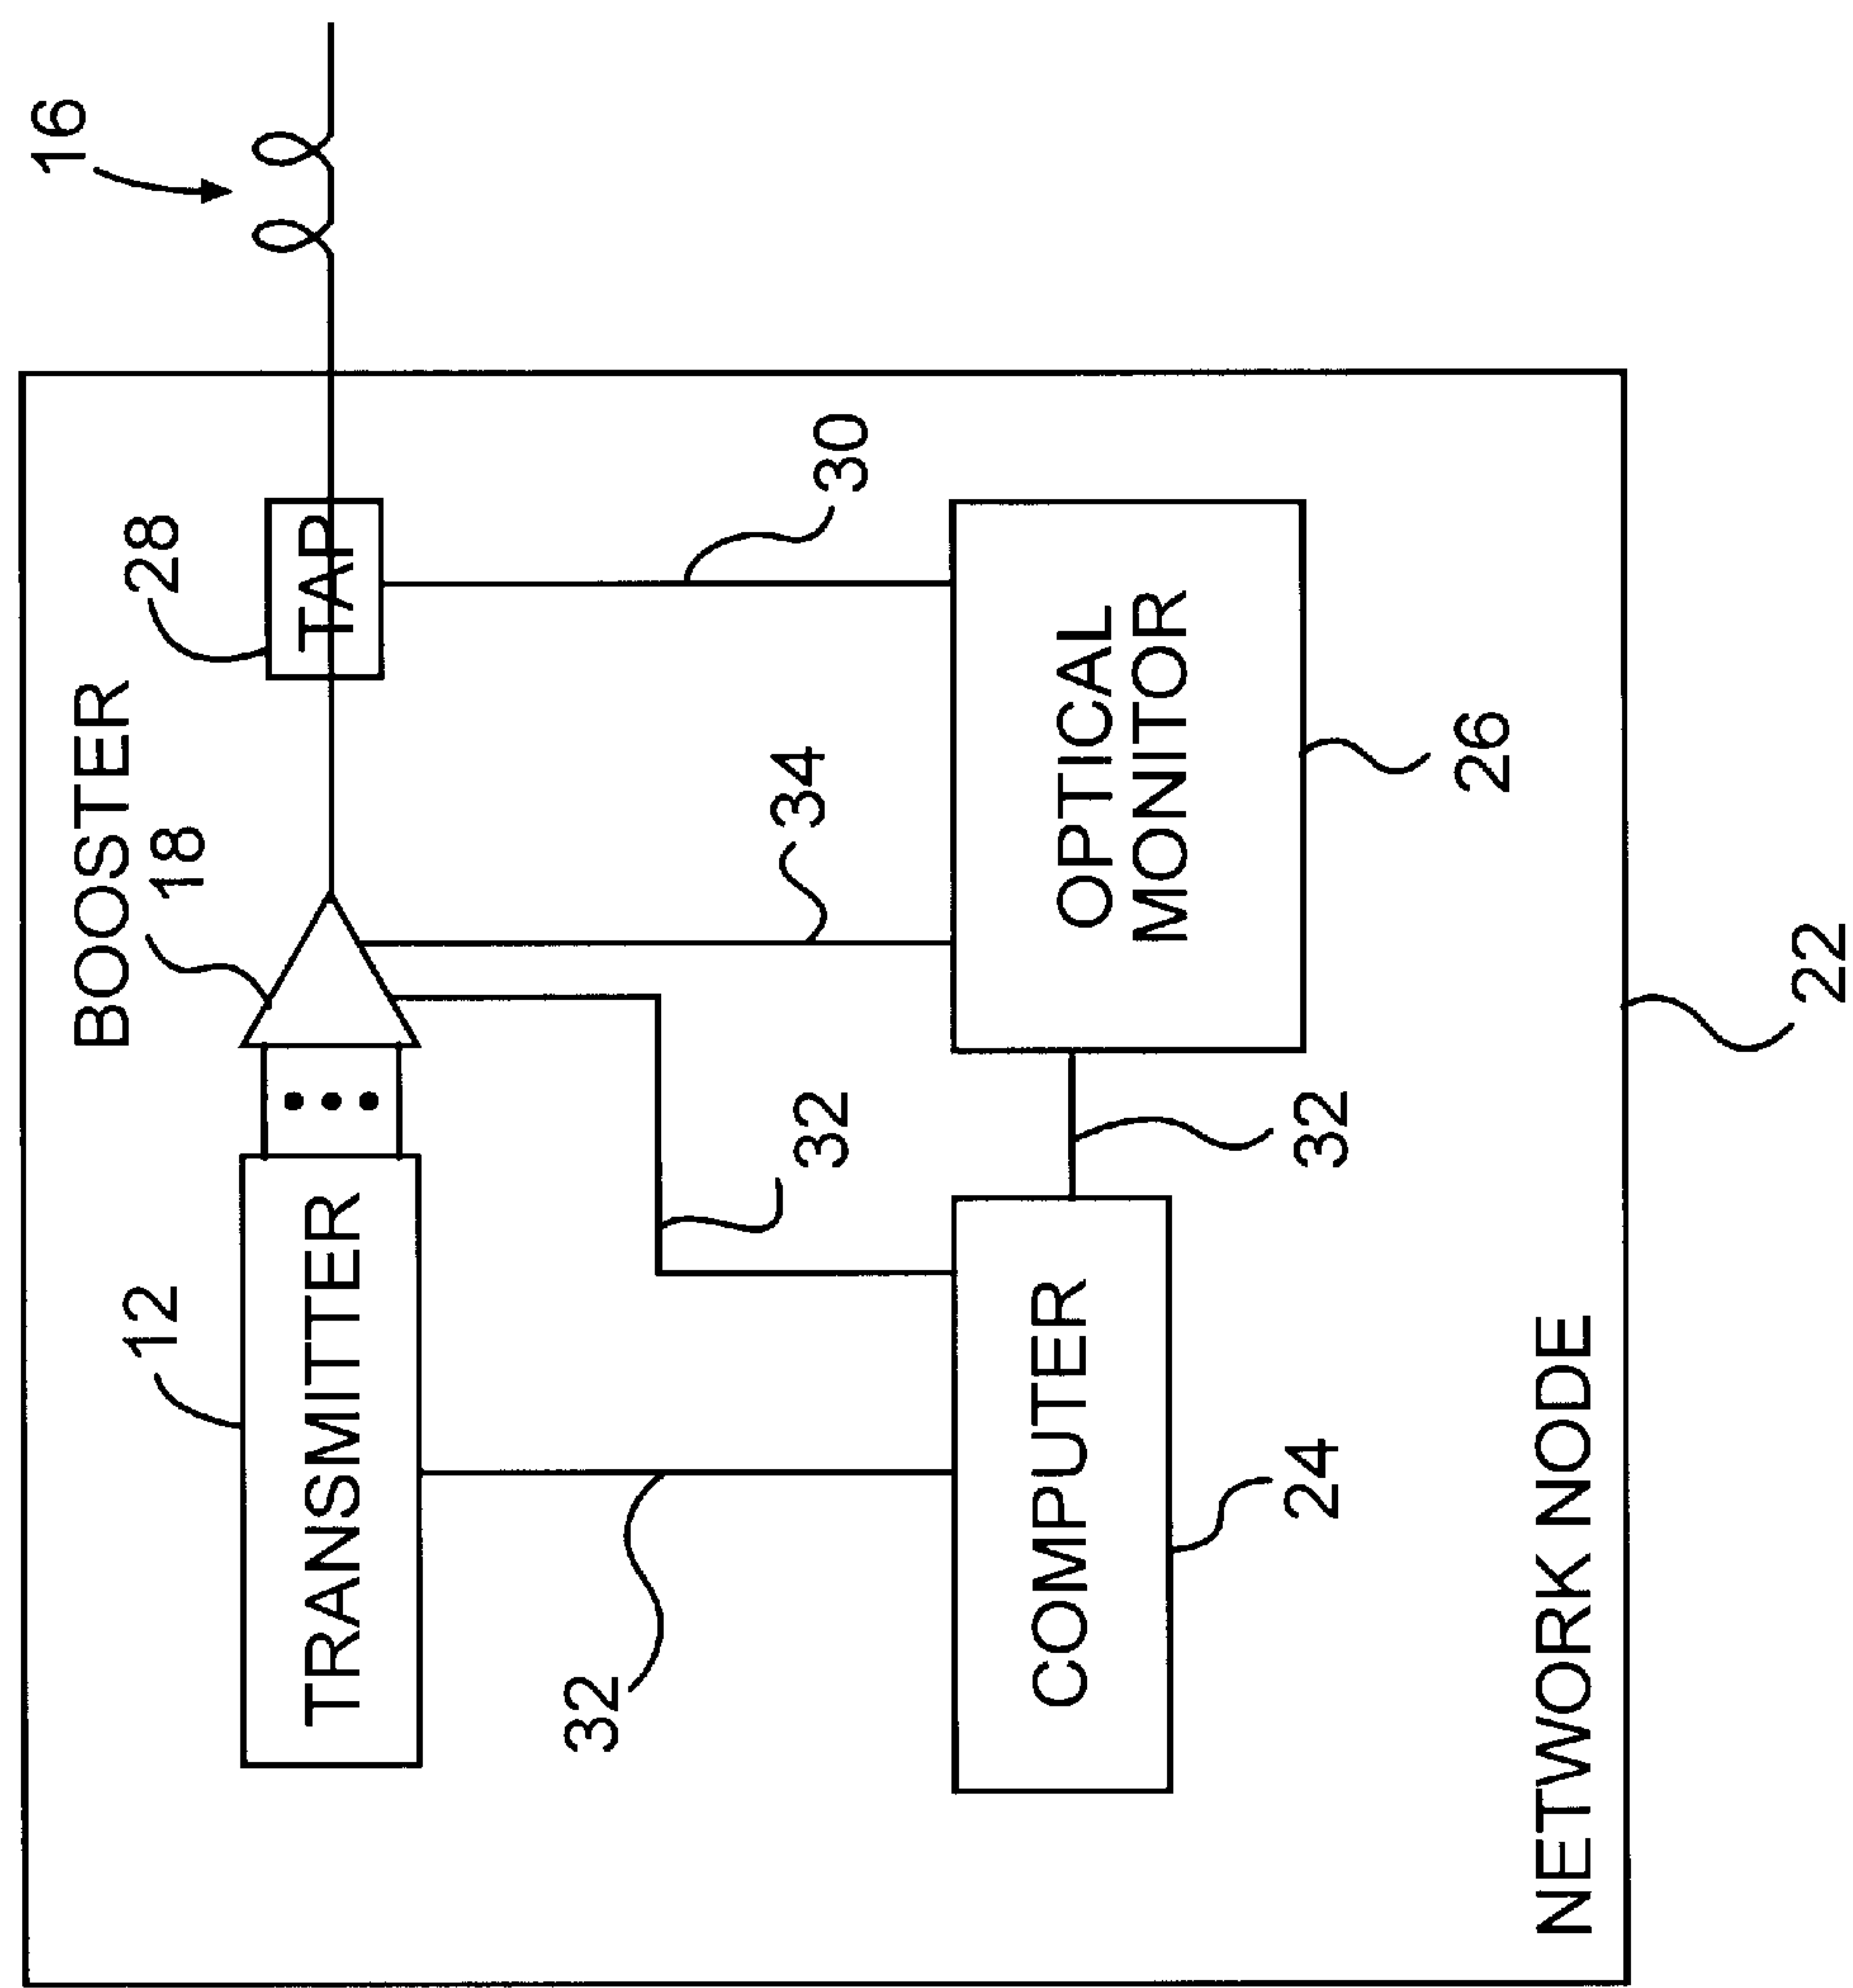 16
BOOSTER
18
28
TAP
12
TRANSMITTER
30
34
32
32
COMPUTER
OPTICAL
MONITOR
32
24
26
NETWORK NODE
22